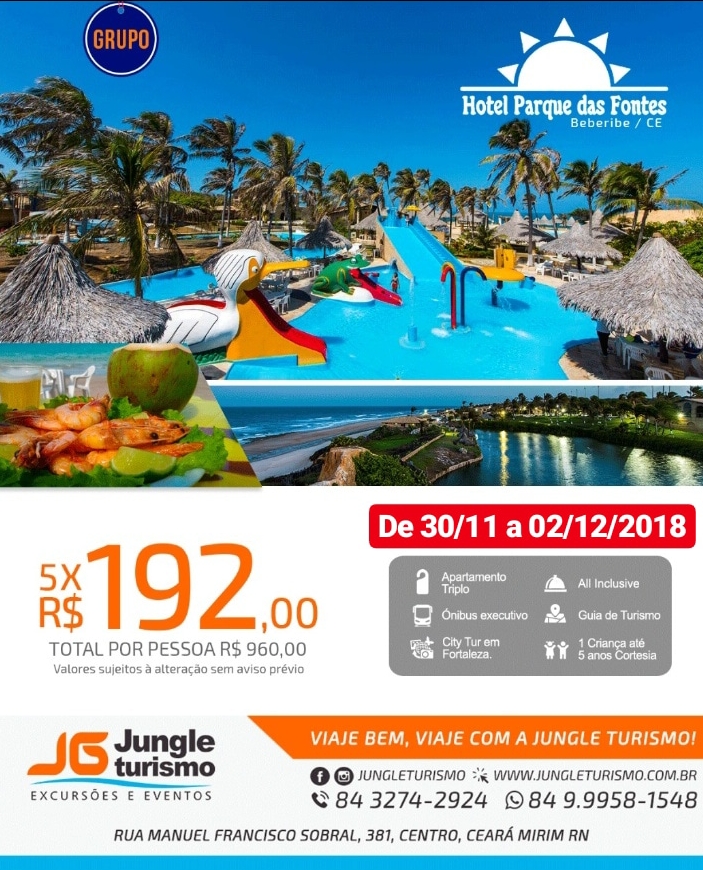 GRUPO
Hotel Parque das Fontes
Beberibe / CE
De 30/11 a 02/12/2018
5X
R$ 192,00
TOTAL POR PESSOA R$ 960,00
Valores sujeitos à alteração sem aviso prévio
Apartamento
Triplo
All Inclusive
Ônibus executivo
Guia de Turismo
City Tur em
Fortaleza.
1 Criança até
5 anos Cortesia
JG Jungle
turismo
EXCURSÕES E EVENTOS
VIAJE BEM, VIAJE COM A JUNGLE TURISMO!
JUNGLETURISMO WWW.JUNGLETURISMO.COM.BR
84 3274-2924 84 9.9958-1548
RUA MANUEL FRANCISCO SOBRAL, 381, CENTRO, CEARÁ MIRIM RN